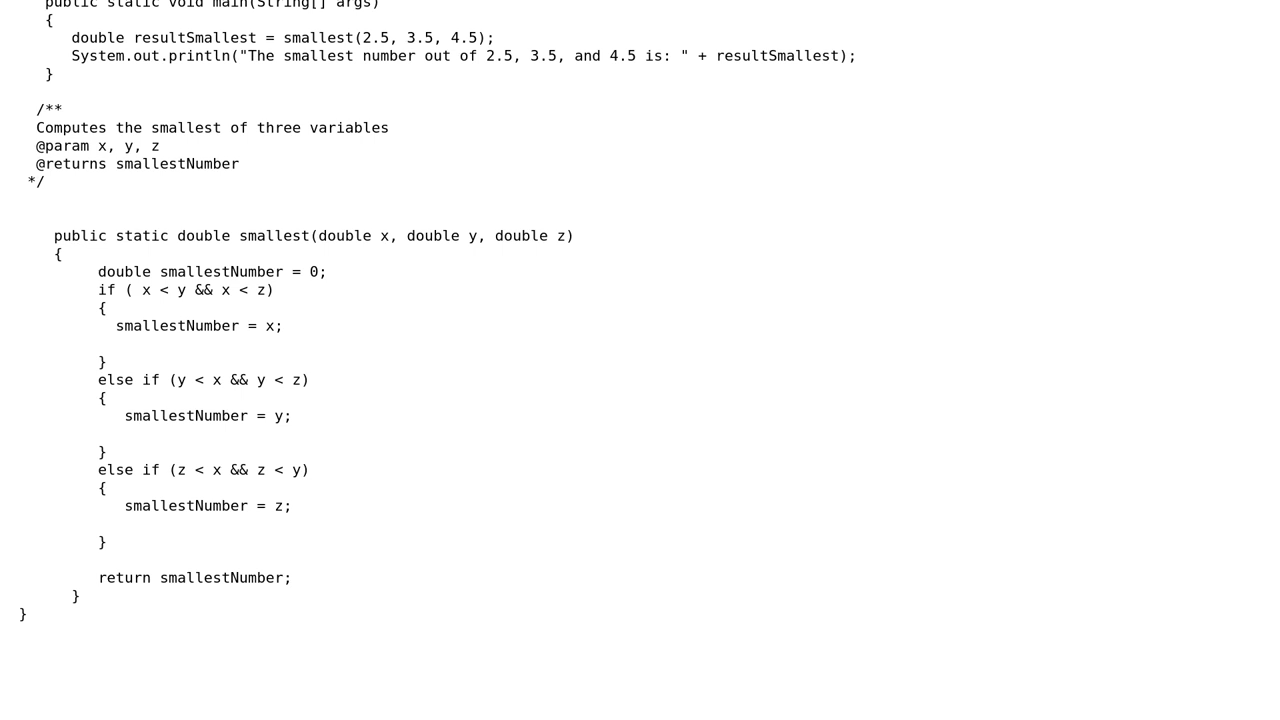 public static void main(String[] args)
{
double resultSmallest = smallest(2.5, 3.5, 4.5);
System.out.println("The smallest number out of 2.5, 3.5, and 4.5 is: " + resultSmallest);
}
/**
Computes the smallest of three variables
@param x, y, z
@returns smallestNumber
*/
public static double smallest(double x, double y, double z)
{
double smallestNumber = 0;
if ( x < y && x < z)
{
smallestNumber = x;
}
else if (y < x && y < z)
{
smallestNumber = y;
}
else if (z < x && z < y)
{
smallestNumber = z;
}
return smallestNumber;
}
}